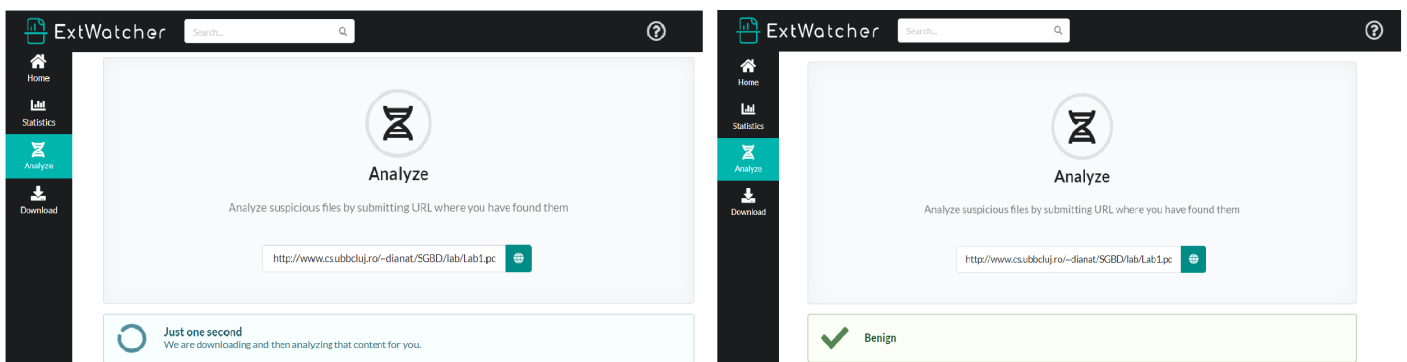 ExtWatcher
Search...
Home
Statistics
Analyze
Download
Analyze
Analyze suspicious files by submitting URL where you have found them
http://www.cs.ubbcluj.ro/~dianat/SGBD/lab/Lab1.pc
Just one second
We are downloading and then analyzing that content for you.
ExtWatcher
Search...
Home
Statistics
Analyze
Download
Analyze
Analyze suspicious files by submitting URL where you have found them
http://www.cs.ubbcluj.ro/~dianat/SGBD/lab/Lab1.pc
Benign